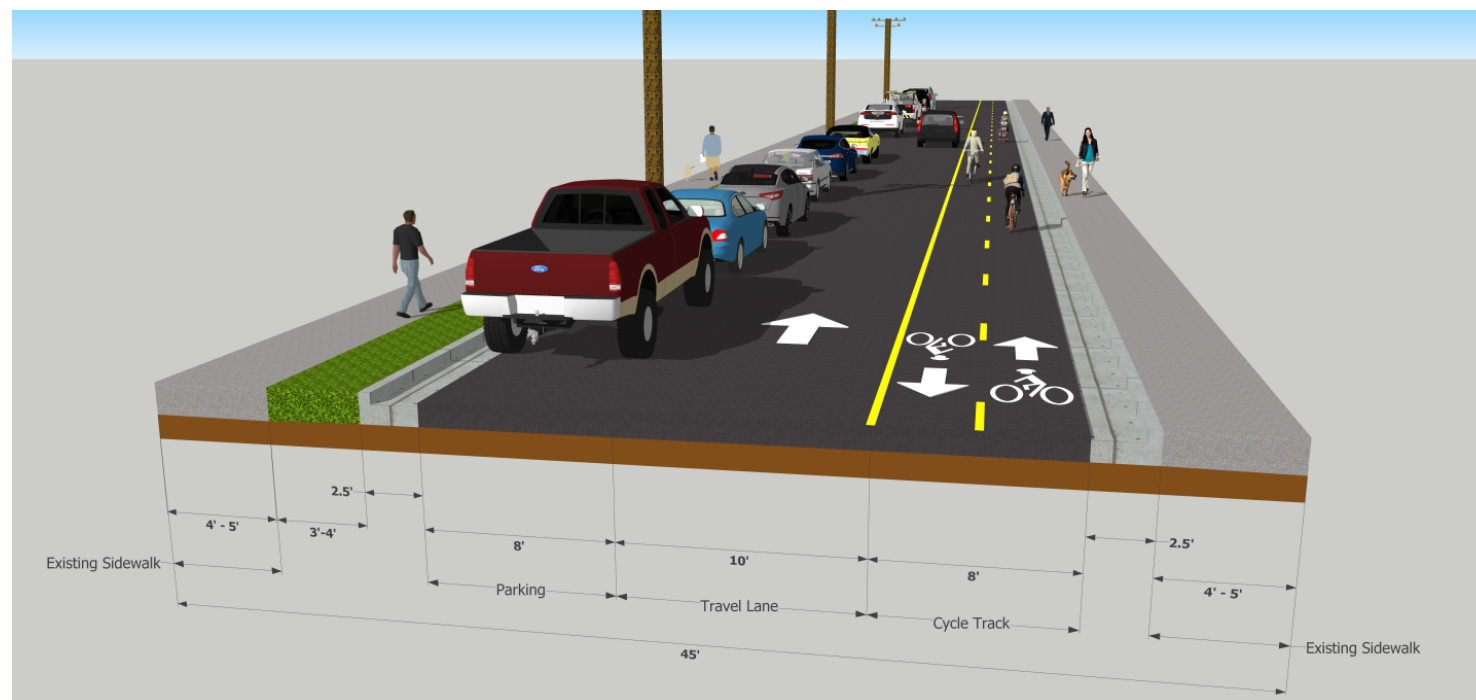 Ford
2.5'
4' - 5'
3'-4'
8'
10'
8'
2.5'
4' - 5'
Existing Sidewalk
Parking
Travel Lane
Cycle Track
Existing Sidewalk
45'